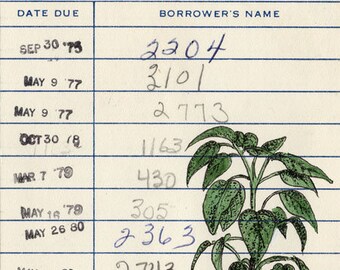 DATE DUE BORROWER'S NAME
SEP 30 '75 2204
MAY 9 '77 2101
MAY 9 '77 2773
OCT 30 '78 1163
MAR 7 '79 430
MAY 16 '79 305
MAY 26 80 2363